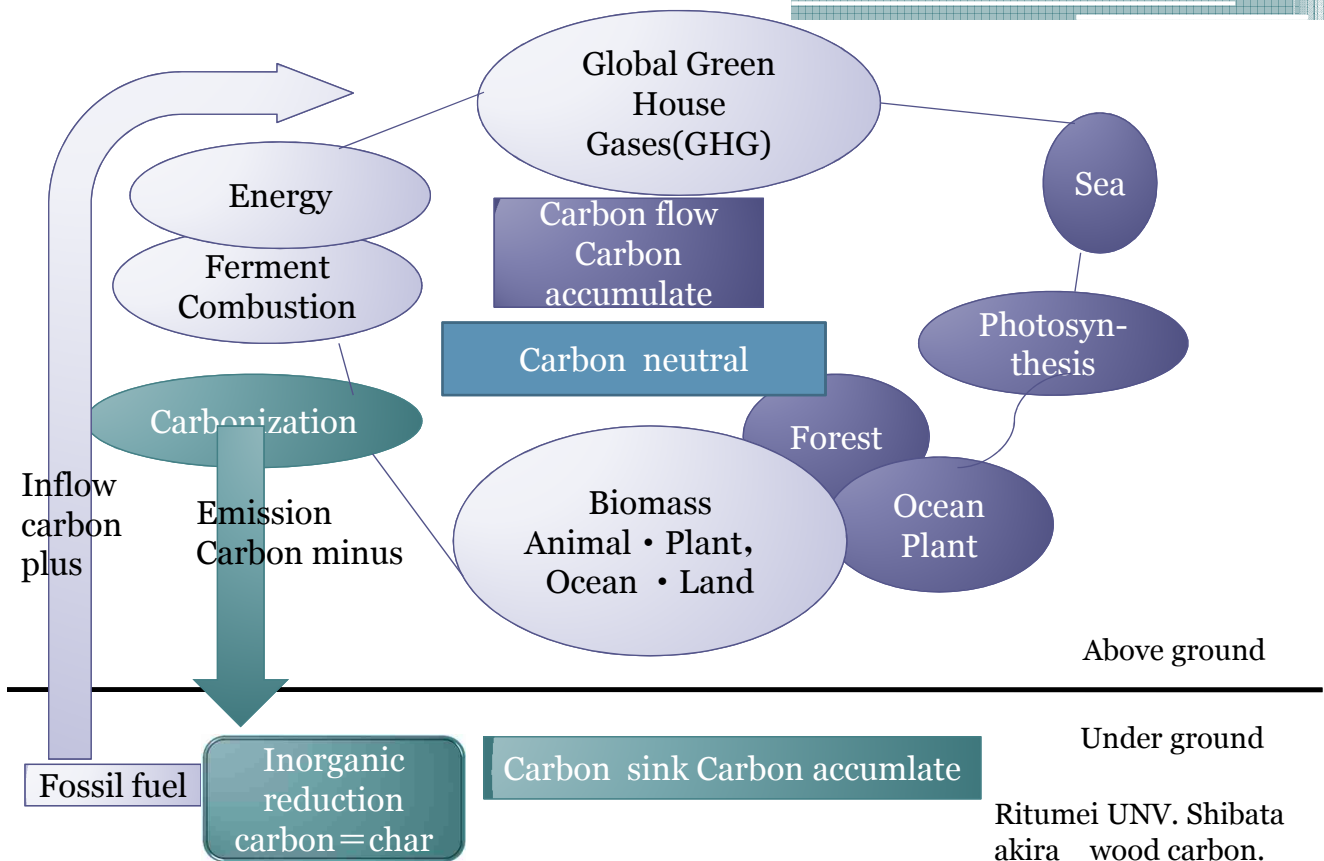 Global Green
House
Gases(GHG)
Energy
Sea
Carbon flow
Carbon
accumulate
Ferment
Combustion
Photosyn-
thesis
Carbon neutral
Carbonization
Forest
Inflow
carbon
plus
Emission
Carbon minus
Biomass
Animal・Plant,
Ocean ・Land
Ocean
Plant
Above ground
Under ground
Fossil fuel
Inorganic
reduction
carbon＝char
Carbon sink Carbon accumlate
Ritumei UNV. Shibata
akira wood carbon.